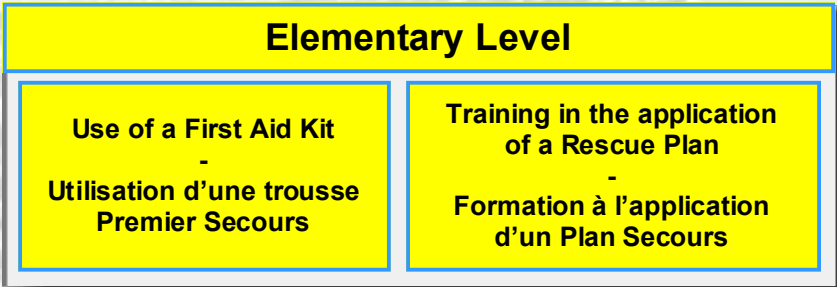 Elementary Level
Use of a First Aid Kit
-
Utilisation d’une trousse
Premier Secours
Training in the application
of a Rescue Plan
-
Formation à l’application
d’un Plan Secours